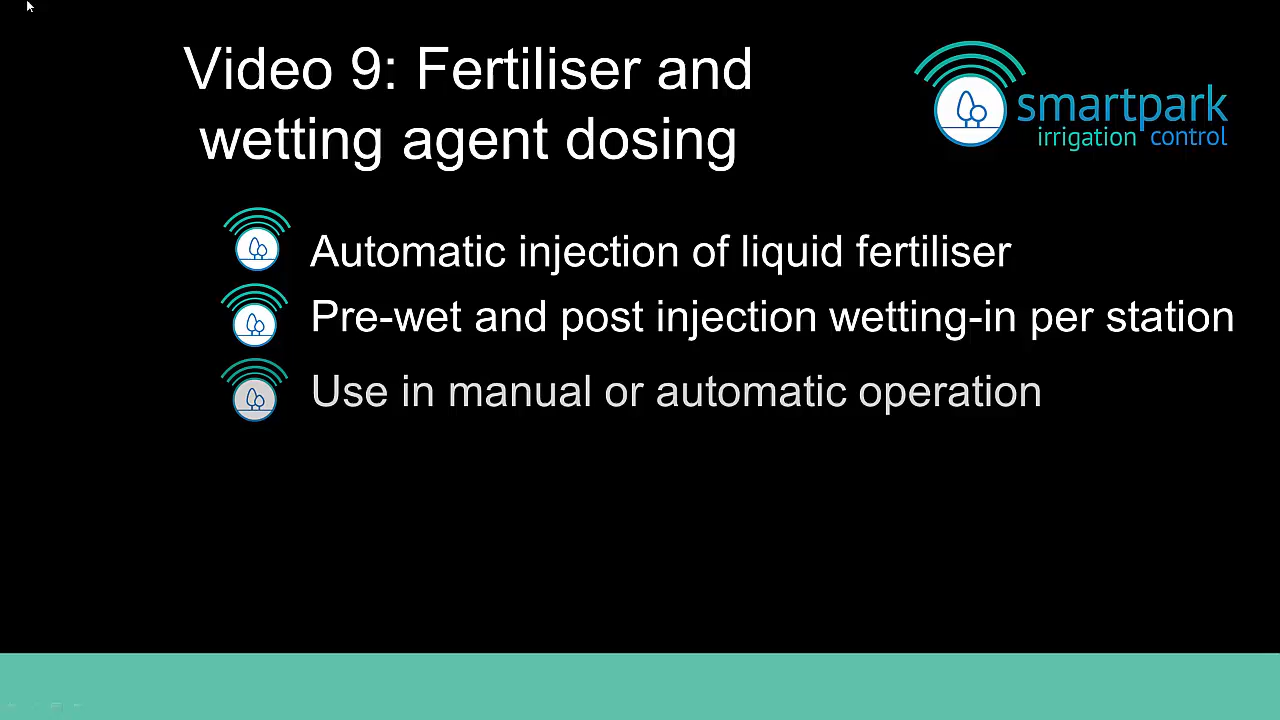 Video 9: Fertiliser and
wetting agent dosing
smartpark
irrigation control
Automatic injection of liquid fertiliser
Pre-wet and post injection wetting-in per station
Use in manual or automatic operation